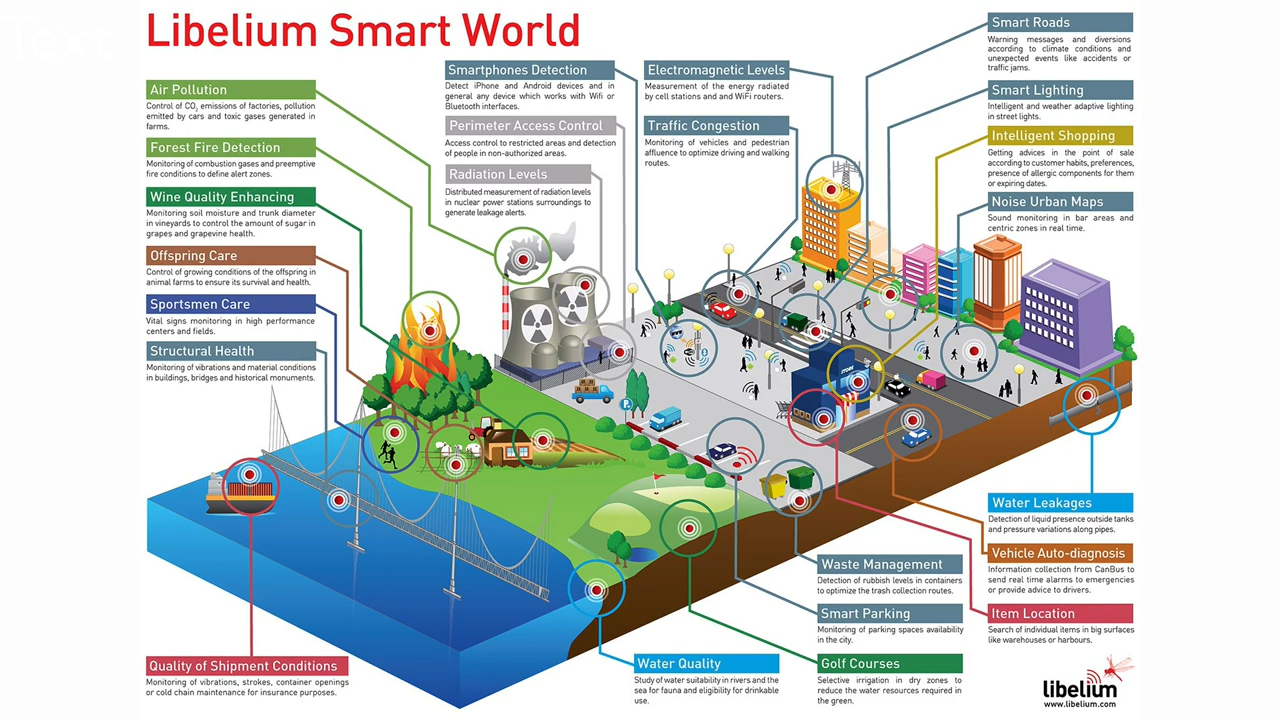 Text
Libelium Smart World
Air Pollution
Control of CO2 emissions of factories, pollution
emitted by cars and toxic gases generated in
farms.
Forest Fire Detection
Monitoring of combustion gases and preemptive
fire conditions to define alert zones.
Wine Quality Enhancing
Monitoring soil moisture and trunk diameter
in vineyards to control the amount of sugar in
grapes and grapevine health.
Offspring Care
Control of growing conditions of the offspring in
animal farms to ensure its survival and health.
Sportsmen Care
Vital signs monitoring in high performance
centers and fields.
Structural Health
Monitoring of vibrations and material conditions
in buildings, bridges and historical monuments.
Quality of Shipment Conditions
Monitoring of vibrations, strokes, container openings
or cold chain maintenance for insurance purposes.
Smartphones Detection
Detect iPhone and Android devices and in
general any device which works with Wifi or
Bluetooth interfaces.
Perimeter Access Control
Access control to restricted areas and detection
of people in non-authorized areas.
Radiation Levels
Distributed measurement of radiation levels
in nuclear power stations surroundings to
generate leakage alerts.
Electromagnetic Levels
Measurement of the energy radiated
by cell stations and and WiFi routers.
Traffic Congestion
Monitoring of vehicles and pedestrian
affluence to optimize driving and walking
routes.
Smart Roads
Warning messages and diversions
according to climate conditions and
unexpected events like accidents or
traffic jams.
Smart Lighting
Intelligent and weather adaptive lighting
in street lights.
Intelligent Shopping
Getting advices in the point of sale
according to customer habits, preferences,
presence of allergic components for them
or expiring dates.
Noise Urban Maps
Sound monitoring in bar areas and
centric zones in real time.
STORE
P
Water Leakages
Detection of liquid presence outside tanks
and pressure variations along pipes.
Vehicle Auto-diagnosis
Information collection from CanBus to
send real time alarms to emergencies
or provide advice to drivers.
Item Location
Search of individual items in big surfaces
like warehouses or harbours.
Waste Management
Detection of rubbish levels in containers
to optimize the trash collection routes.
Smart Parking
Monitoring of parking spaces availability
in the city.
Golf Courses
Selective irrigation in dry zones to
reduce the water resources required in
the green.
Water Quality
Study of water suitability in rivers and the
sea for fauna and eligibility for drinkable
use.
libelium
www.libelium.com